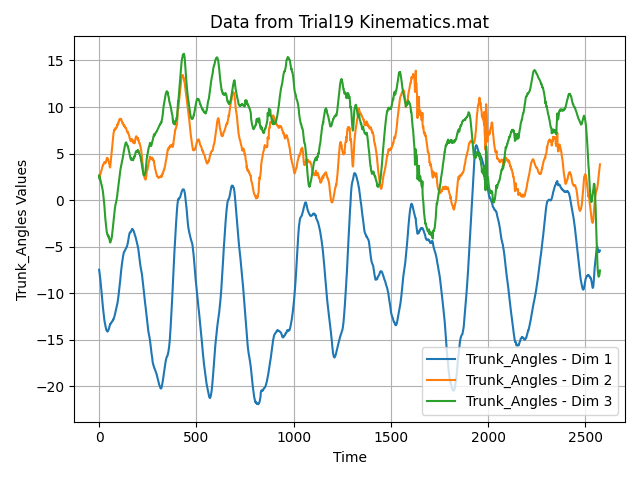 Data from Trial19 Kinematics.mat
Trunk_Angles Values
15
10
5
0
−5
−10
−15
−20
0
500
1000
1500
2000
2500
Time
Trunk_Angles - Dim 1
Trunk_Angles - Dim 2
Trunk_Angles - Dim 3